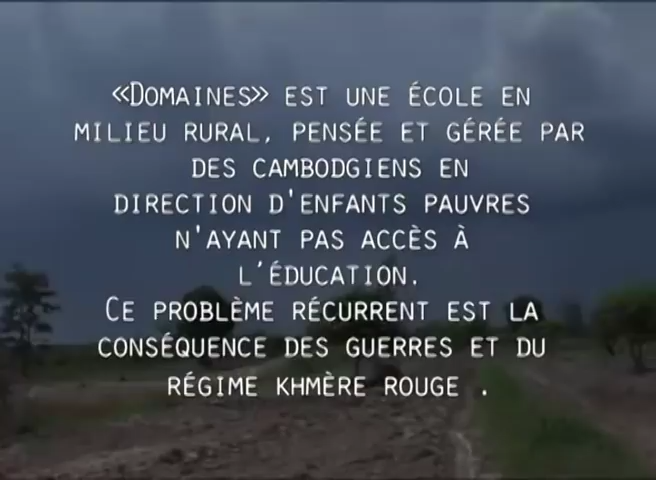 «Domaines» est une école en
milieu rural, pensée et gérée par
des cambodgiens en
direction d'enfants pauvres
n'ayant pas accès à
l'éducation.
Ce problème récurrent est la
conséquence des guerres et du
régime khmère rouge .